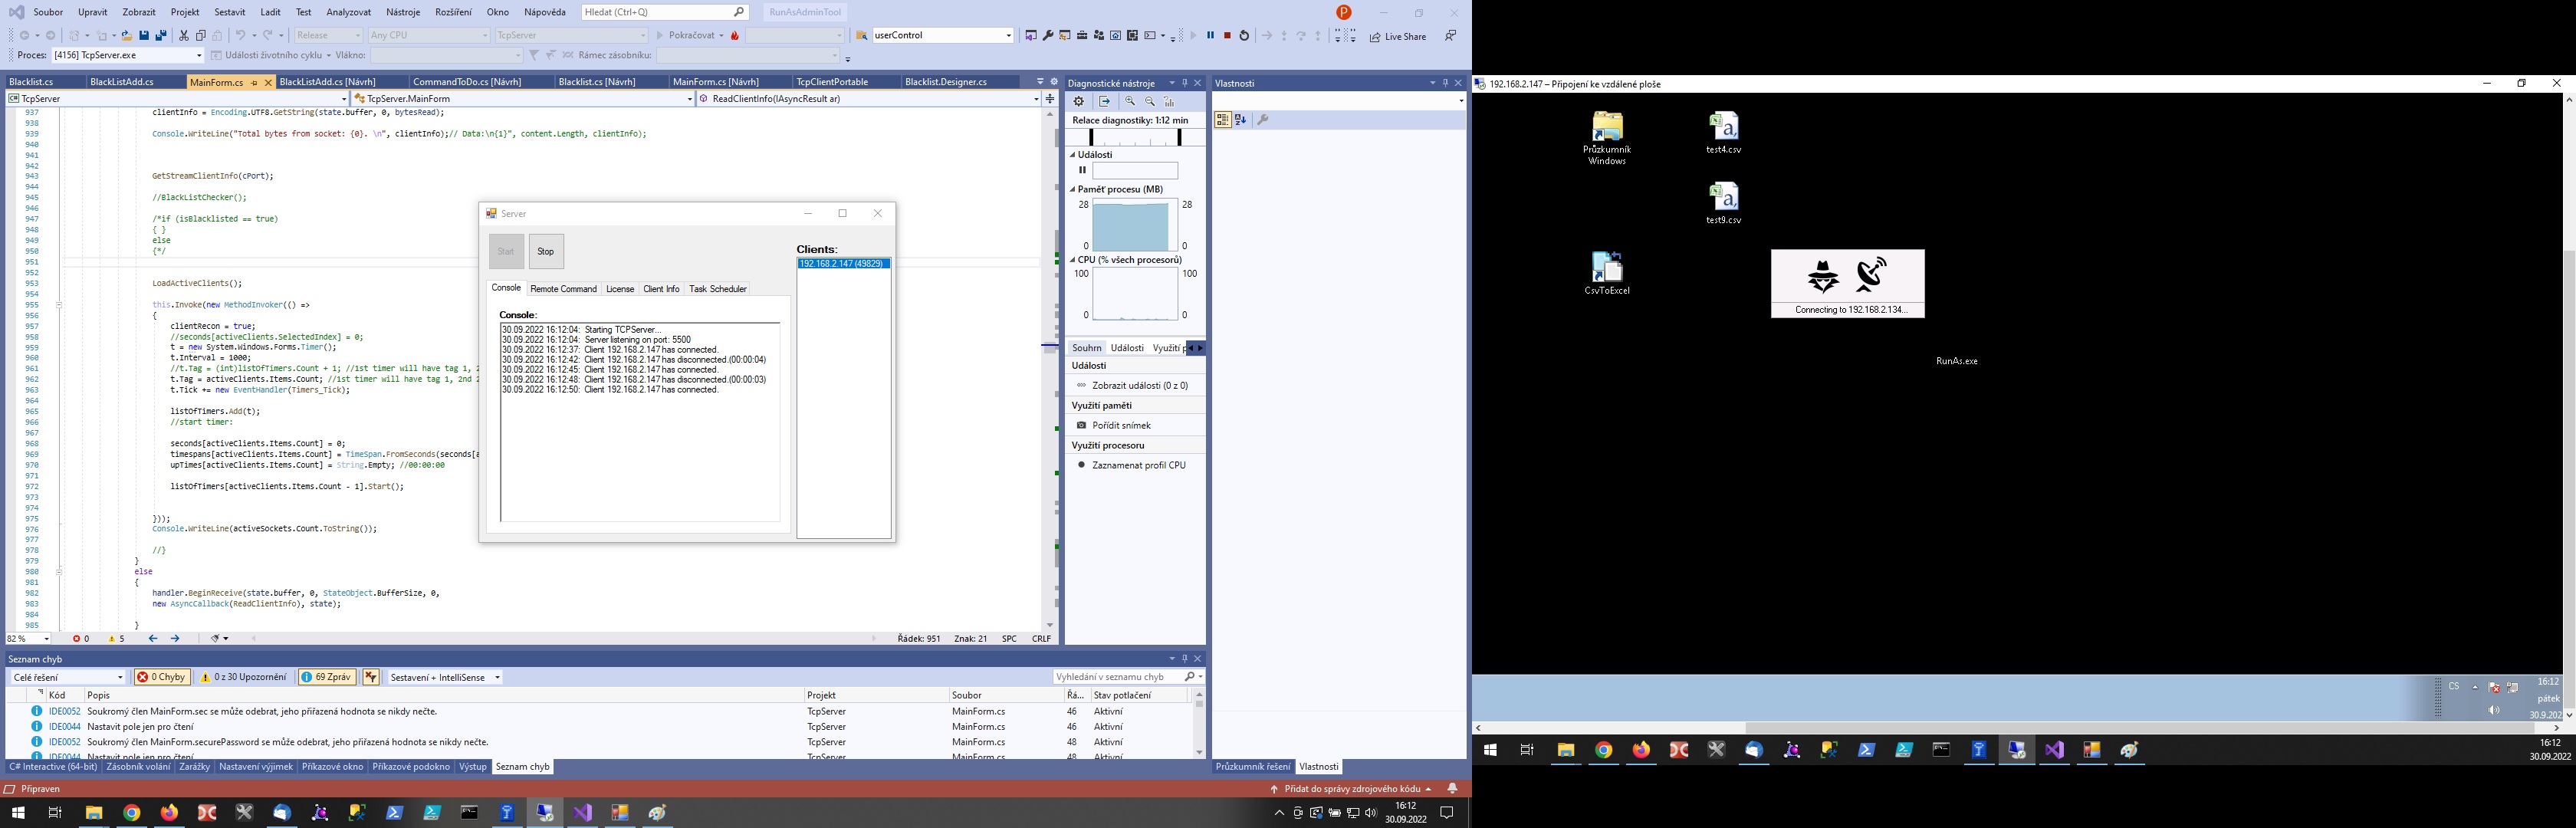 Soubor Upravit Zobrazit Projekt Sestavit Ladit Test Analyzovat Nástroje Rozšíření Okno Nápověda Hledat (Ctrl+Q) RunAsAdminTool P
Release Any CPU TcpServer Pokračovat userControl Live Share
Proces: [4156] TcpServer.exe Události životního cyklu Vlákno: Rámec zásobníku:
Blacklist.cs BlackListAdd.cs MainForm.cs BlackListAdd.cs [Návrh] CommandToDo.cs [Návrh] Blacklist.cs [Návrh] MainForm.cs [Návrh] TcpClientPortable Blacklist.Designer.cs
TcpServer TcpServer.MainForm ReadClientInfo(IAsyncResult ar)
937 clientInfo = Encoding.UTF8.GetString(state.buffer, 0, bytesRead);
938
939 Console.WriteLine("Total bytes from socket: {0}. \n", clientInfo);// Data:\n{1}", content.Length, clientInfo);
940
941
942
943 GetStreamClientInfo(cPort);
944
945 //BlackListChecker();
946
947 /*if (isBlacklisted == true)
948 { }
949 else
950 {*/
951
952
953 LoadActiveClients();
954
955 this.Invoke(new MethodInvoker(() =>
956 {
957 clientRecon = true;
958 //seconds[activeClients.SelectedIndex] = 0;
959 t = new System.Windows.Forms.Timer();
960 t.Interval = 1000;
961 //t.Tag = (int)listOfTimers.Count + 1; //1st timer will have tag 1, 2
962 t.Tag = activeClients.Items.Count; //1st timer will have tag 1, 2nd 2
963 t.Tick += new EventHandler(Timers_Tick);
964
965 listOfTimers.Add(t);
966 //start timer:
967
968 seconds[activeClients.Items.Count] = 0;
969 timespans[activeClients.Items.Count] = TimeSpan.FromSeconds(seconds[a
970 upTimes[activeClients.Items.Count] = String.Empty; //00:00:00
971
972 listOfTimers[activeClients.Items.Count - 1].Start();
973
974
975 }));
976 Console.WriteLine(activeSockets.Count.ToString());
977
978 //}
979 }
980 else
981 {
982 handler.BeginReceive(state.buffer, 0, StateObject.BufferSize, 0,
983 new AsyncCallback(ReadClientInfo), state);
984
985 }
82 % 0 5 Řádek: 951 Znak: 21 SPC CRLF
Server
Start Stop
Clients:
192.168.2.147 (49829)
Console Remote Command License Client Info Task Scheduler
Console:
30.09.2022 16:12:04: Starting TCPServer...
30.09.2022 16:12:04: Server listening on port: 5500
30.09.2022 16:12:37: Client 192.168.2.147 has connected.
30.09.2022 16:12:42: Client 192.168.2.147 has disconnected.(00:00:04)
30.09.2022 16:12:45: Client 192.168.2.147 has connected.
30.09.2022 16:12:48: Client 192.168.2.147 has disconnected.(00:00:03)
30.09.2022 16:12:50: Client 192.168.2.147 has connected.
Diagnostické nástroje
Relace diagnostiky: 1:12 min
Události
Paměť procesu (MB)
28 28
0 0
CPU (% všech procesorů)
100 100
0 0
Souhrn Události Využití p
Události
Zobrazit události (0 z 0)
Využití paměti
Pořídit snímek
Využití procesoru
Zaznamenat profil CPU
Vlastnosti
Seznam chyb
Celé řešení 0 Chyby 0 z 30 Upozornění 69 Zpráv Sestavení + IntelliSense Vyhledání v seznamu chyb
Kód Popis Projekt Soubor Řá... Stav potlačení
IDE0052 Soukromý člen MainForm.sec se může odebrat, jeho přiřazená hodnota se nikdy nečte. TcpServer MainForm.cs 46 Aktivní
IDE0044 Nastavit pole jen pro čtení TcpServer MainForm.cs 46 Aktivní
IDE0052 Soukromý člen MainForm.securePassword se může odebrat, jeho přiřazená hodnota se nikdy nečte. TcpServer MainForm.cs 48 Aktivní
IDE0044 Nastavit pole jen pro čtení TcpServer MainForm.cs 48 Aktivní
C# Interactive (64-bit) Zásobník volání Zarážky Nastavení výjimek Příkazové okno Příkazové podokno Výstup Seznam chyb
Průzkumník řešení Vlastnosti
Připraven Přidat do správy zdrojového kódu
16:12
30.09.2022
192.168.2.147 – Připojení ke vzdálené ploše
Průzkumník
Windows
test4.csv
test9.csv
CsvToExcel
Connecting to 192.168.2.134...
RunAs.exe
CS
16:12
pátek
30.9.202
16:12
30.09.2022